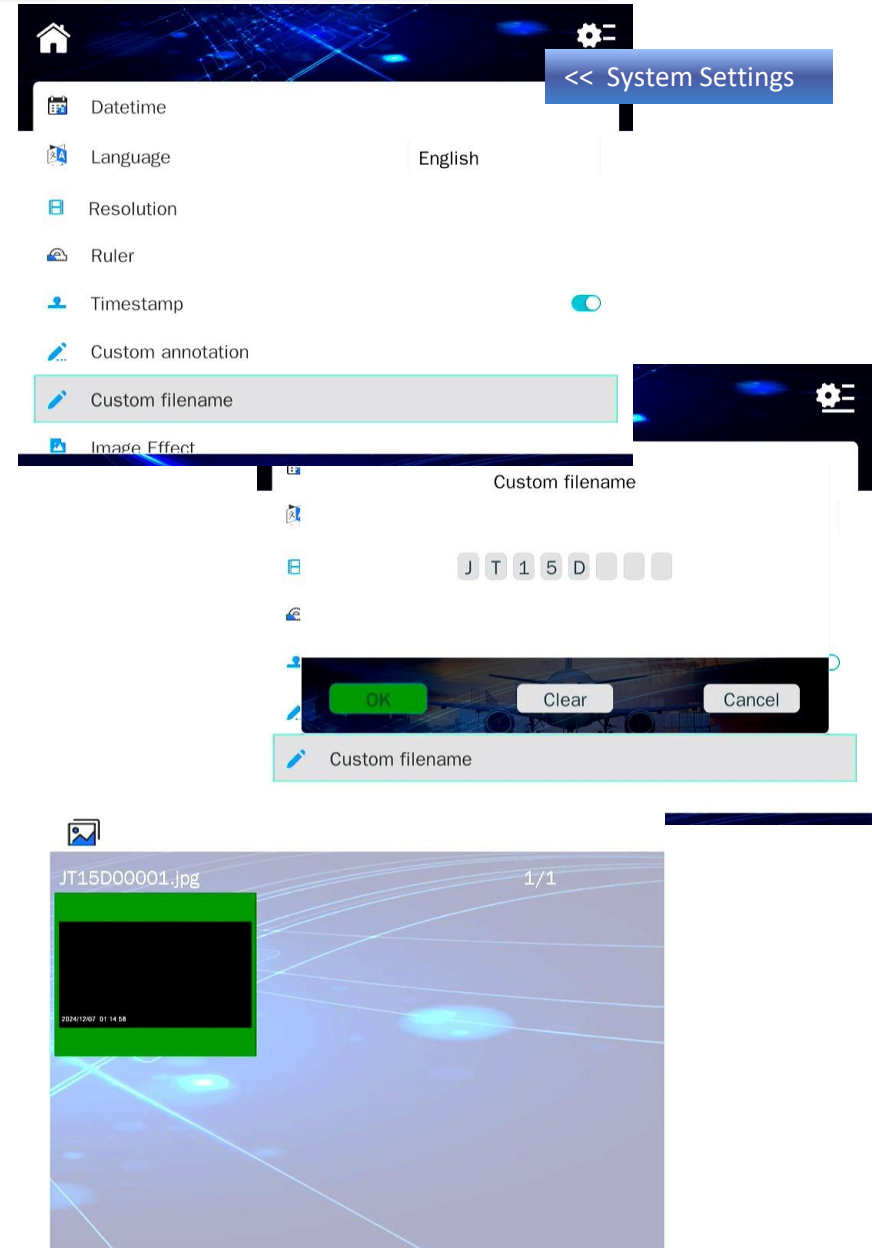 << System Settings
Datetime
Language English
Resolution
Ruler
Timestamp
Custom annotation
Custom filename
Image Effect
Custom filename
J T 1 5 D
OK Clear Cancel
Custom filename
JT15D00001.jpg 1/1
2024/12/07 01:14:58